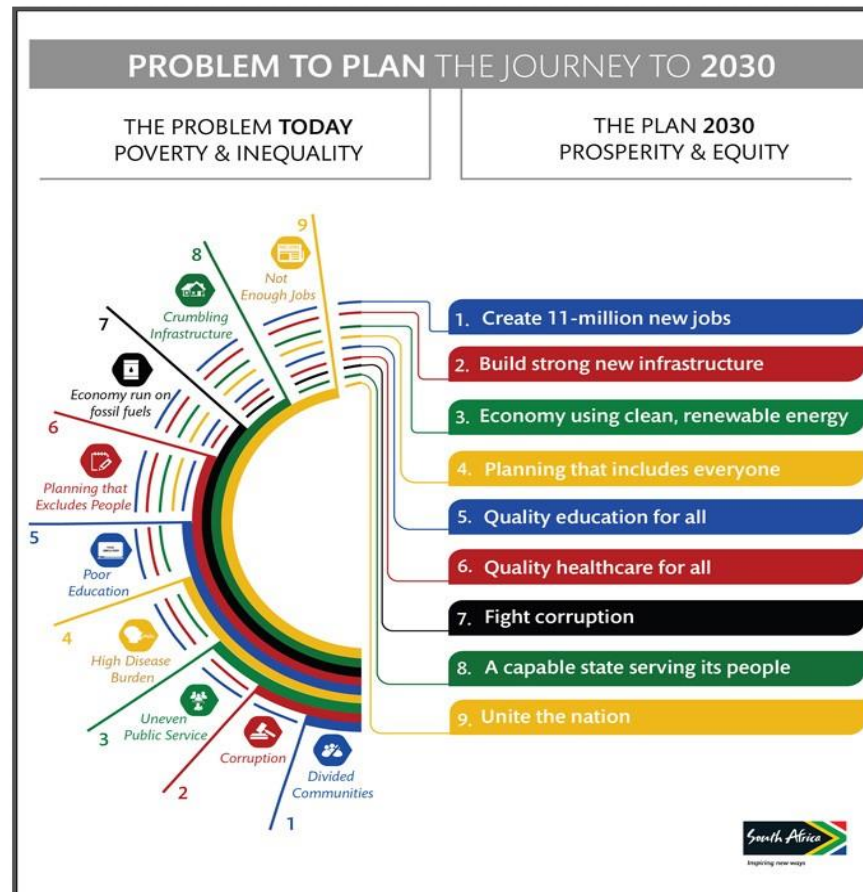 PROBLEM TO PLAN THE JOURNEY TO 2030
THE PROBLEM TODAY
POVERTY & INEQUALITY
THE PLAN 2030
PROSPERITY & EQUITY
9
Not
Enough Jobs
8
Crumbling
Infrastructure
7
Economy run on
fossil fuels
6
Planning that
Excludes People
5
Poor
Education
4
High Disease
Burden
3
Uneven
Public Service
2
Corruption
1
Divided
Communities
1. Create 11-million new jobs
2. Build strong new infrastructure
3. Economy using clean, renewable energy
4. Planning that includes everyone
5. Quality education for all
6. Quality healthcare for all
7. Fight corruption
8. A capable state serving its people
9. Unite the nation
South Africa
Inspiring new ways